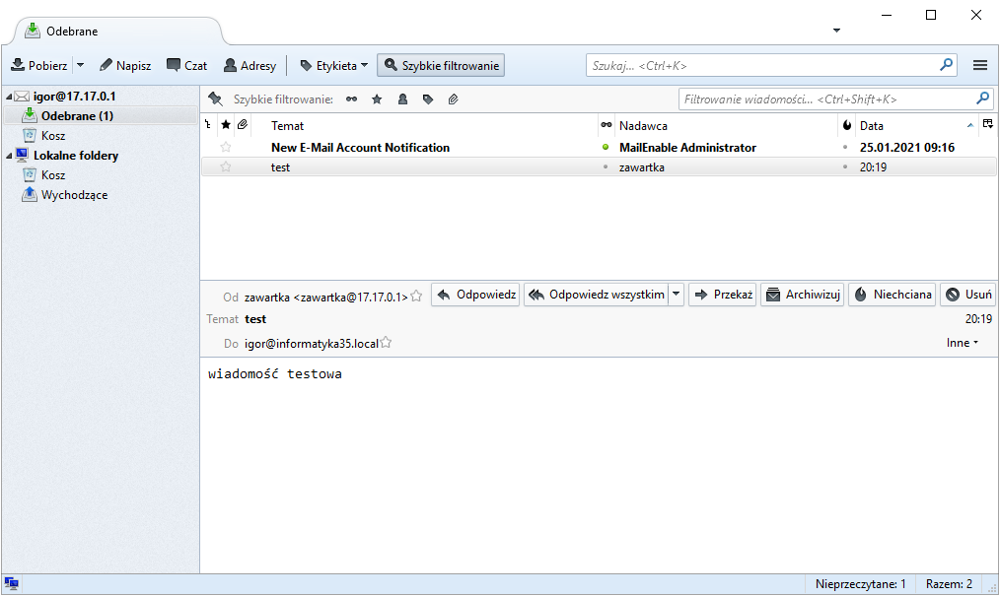 Odebrane
Pobierz Napisz Czat Adresy Etykieta Szybkie filtrowanie Szukaj... <Ctrl+K>
igor@17.17.0.1
Odebrane (1)
Kosz
Lokalne foldery
Kosz
Wychodzące
Szybkie filtrowanie: Filtrowanie wiadomości... <Ctrl+Shift+K>
Temat Nadawca Data
New E-Mail Account Notification MailEnable Administrator 25.01.2021 09:16
test zawartka 20:19
Od zawartka <zawartka@17.17.0.1> Odpowiedz Odpowiedz wszystkim Przekaż Archiwizuj Niechciana Usuń
Temat test 20:19
Do igor@informatyka35.local Inne
wiadomość testowa
Nieprzeczytane: 1 Razem: 2